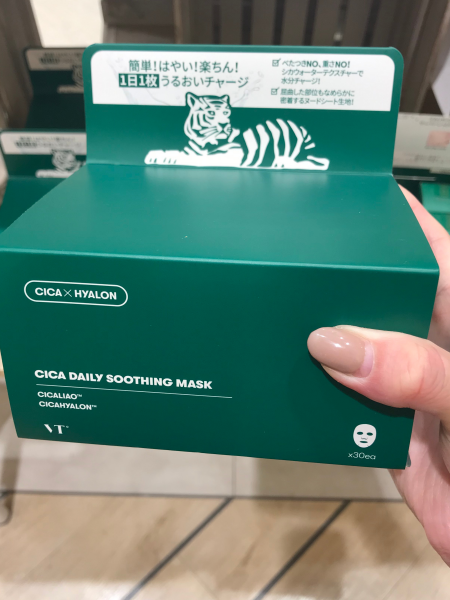 簡単!はやい!楽ちん!
1日1枚うるおいチャージ
べたつきNO、重さNO!
シカウォーターテクスチャーで
水分チャージ!
屈曲した部位もなめらかに
密着するヌードシート生地!
CICA×HYALON
CICA DAILY SOOTHING MASK
CICALIAO™
CICAHYALON™
VT
x30ea